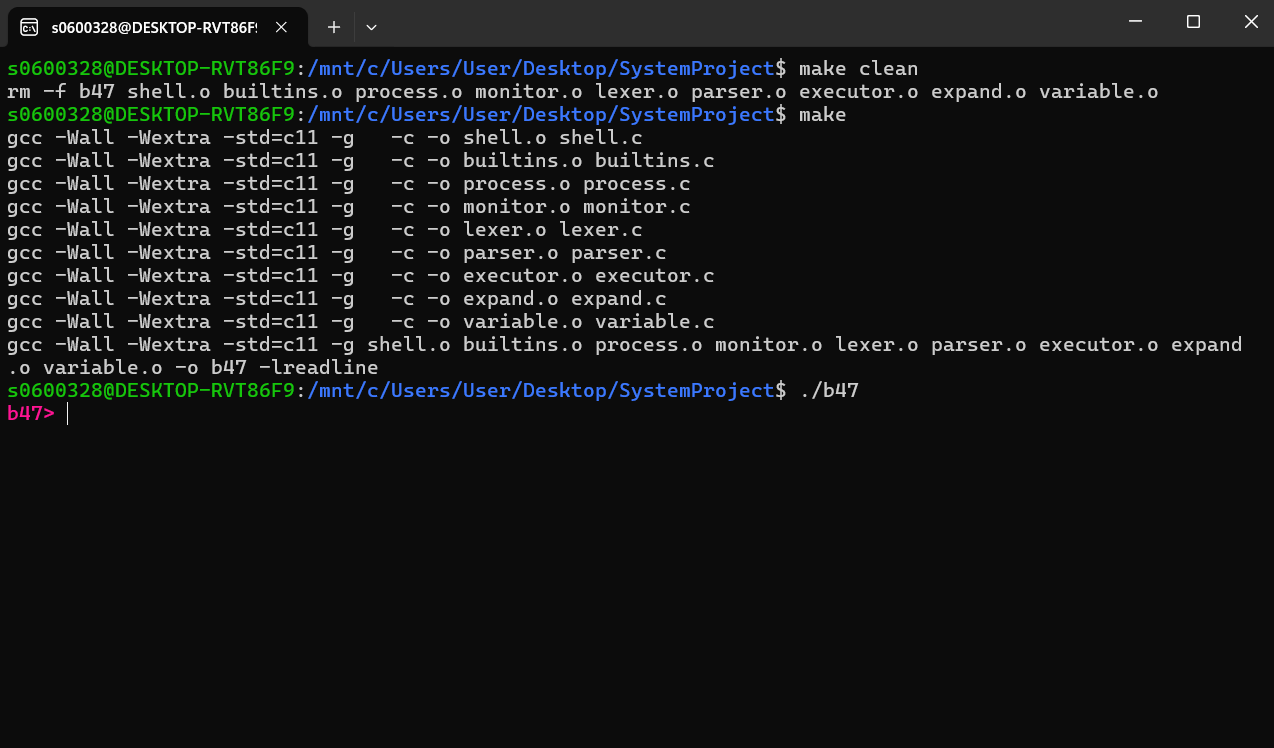 s0600328@DESKTOP-RVT86F9
s0600328@DESKTOP-RVT86F9:/mnt/c/Users/User/Desktop/SystemProject$ make clean
rm -f b47 shell.o builtins.o process.o monitor.o lexer.o parser.o executor.o expand.o variable.o
s0600328@DESKTOP-RVT86F9:/mnt/c/Users/User/Desktop/SystemProject$ make
gcc -Wall -Wextra -std=c11 -g   -c -o shell.o shell.c
gcc -Wall -Wextra -std=c11 -g   -c -o builtins.o builtins.c
gcc -Wall -Wextra -std=c11 -g   -c -o process.o process.c
gcc -Wall -Wextra -std=c11 -g   -c -o monitor.o monitor.c
gcc -Wall -Wextra -std=c11 -g   -c -o lexer.o lexer.c
gcc -Wall -Wextra -std=c11 -g   -c -o parser.o parser.c
gcc -Wall -Wextra -std=c11 -g   -c -o executor.o executor.c
gcc -Wall -Wextra -std=c11 -g   -c -o expand.o expand.c
gcc -Wall -Wextra -std=c11 -g   -c -o variable.o variable.c
gcc -Wall -Wextra -std=c11 -g shell.o builtins.o process.o monitor.o lexer.o parser.o executor.o expand
.o variable.o -o b47 -lreadline
s0600328@DESKTOP-RVT86F9:/mnt/c/Users/User/Desktop/SystemProject$ ./b47
b47>